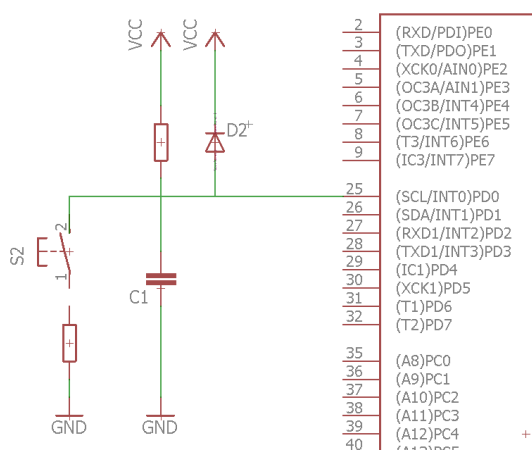 VCC
VCC
D2
S2
2
1
C1
GND
GND
2 (RXD/PDI)PE0
3 (TXD/PDO)PE1
4 (XCK0/AIN0)PE2
5 (OC3A/AIN1)PE3
6 (OC3B/INT4)PE4
7 (OC3C/INT5)PE5
8 (T3/INT6)PE6
9 (IC3/INT7)PE7
25 (SCL/INT0)PD0
26 (SDA/INT1)PD1
27 (RXD1/INT2)PD2
28 (TXD1/INT3)PD3
29 (IC1)PD4
30 (XCK1)PD5
31 (T1)PD6
32 (T2)PD7
35 (A8)PC0
36 (A9)PC1
37 (A10)PC2
38 (A11)PC3
39 (A12)PC4
40